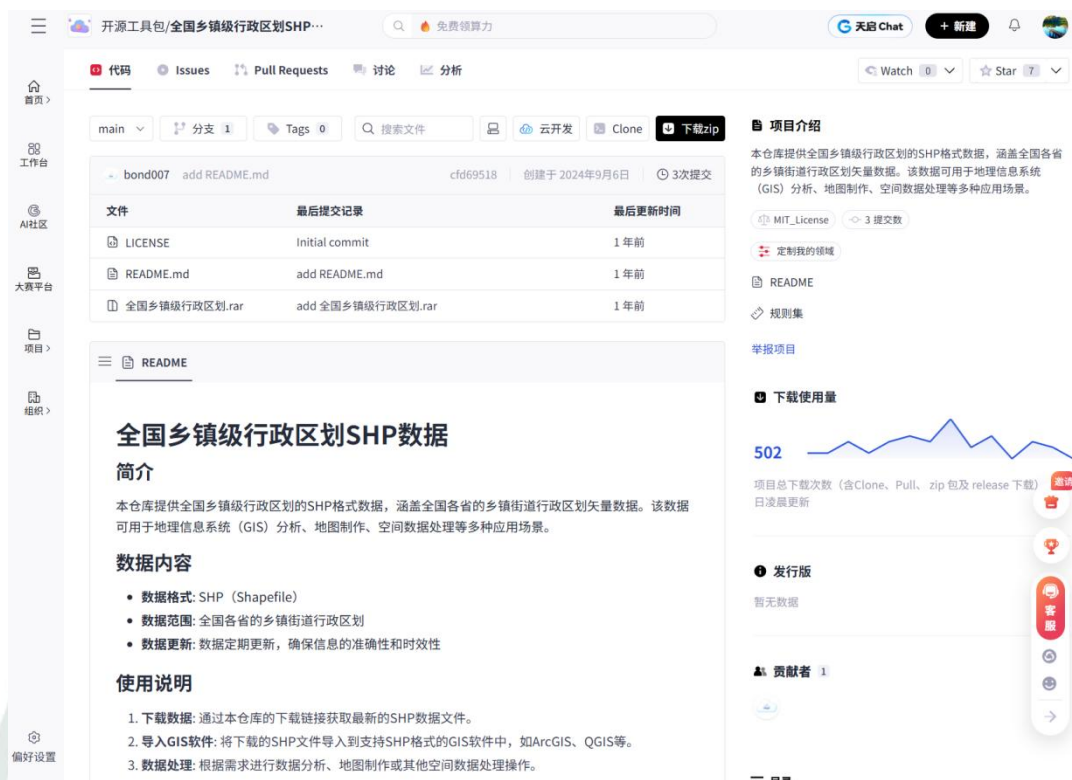 开源工具包/全国乡镇级行政区划SHP…
免费领算力
天启 Chat
+ 新建
首页 >
工作台
AI社区
大赛平台
项目 >
组织 >
偏好设置
代码
Issues
Pull Requests
讨论
分析
Watch 0
Star 7
main
分支 1
Tags 0
搜索文件
云开发
Clone
下载zip
bond007 add README.md
cfd69518
创建于 2024年9月6日
3次提交
文件 最后提交记录 最后更新时间
LICENSE Initial commit 1 年前
README.md add README.md 1 年前
全国乡镇级行政区划.rar add 全国乡镇级行政区划.rar 1 年前
README
全国乡镇级行政区划SHP数据
简介
本仓库提供全国乡镇级行政区划的SHP格式数据，涵盖全国各省的乡镇街道行政区划矢量数据。该数据
可用于地理信息系统（GIS）分析、地图制作、空间数据处理等多种应用场景。
数据内容
• 数据格式: SHP（Shapefile）
• 数据范围: 全国各省的乡镇街道行政区划
• 数据更新: 数据定期更新，确保信息的准确性和时效性
使用说明
1. 下载数据: 通过本仓库的下载链接获取最新的SHP数据文件。
2. 导入GIS软件: 将下载的SHP文件导入到支持SHP格式的GIS软件中，如ArcGIS、QGIS等。
3. 数据处理: 根据需求进行数据分析、地图制作或其他空间数据处理操作。
项目介绍
本仓库提供全国乡镇级行政区划的SHP格式数据，涵盖全国各省
的乡镇街道行政区划矢量数据。该数据可用于地理信息系统
（GIS）分析、地图制作、空间数据处理等多种应用场景。
MIT_License
3 提交数
定制我的领域
README
规则集
举报项目
下载使用量
502
项目总下载次数（含Clone、Pull、 zip 包及 release 下载）
日凌晨更新
邀请
发行版
暂无数据
客服
贡献者 1